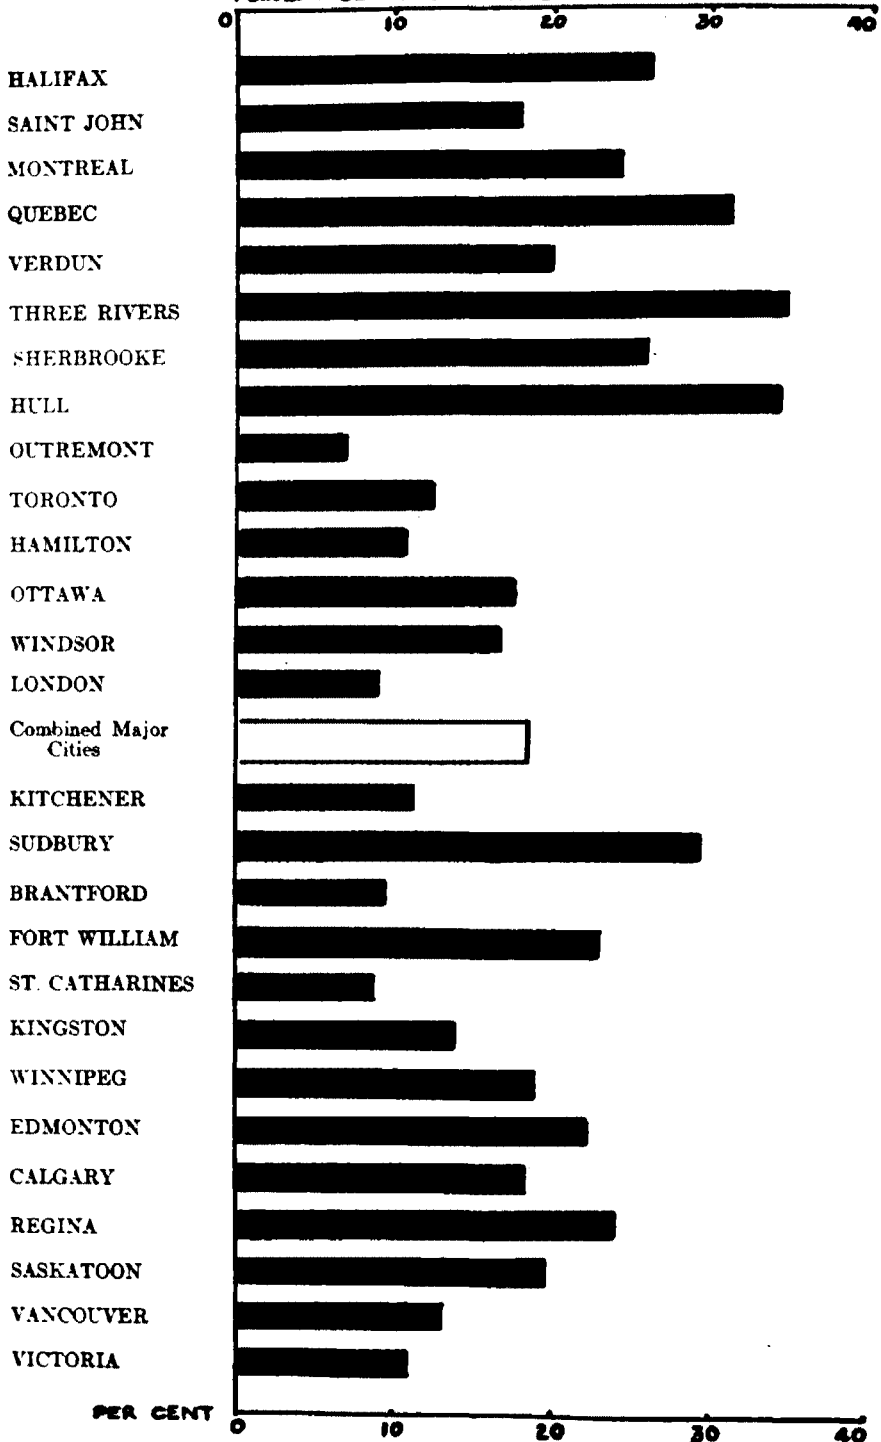 0 10 20 30 40
HALIFAX
SAINT JOHN
MONTREAL
QUEBEC
VERDUN
THREE RIVERS
SHERBROOKE
HULL
OUTREMONT
TORONTO
HAMILTON
OTTAWA
WINDSOR
LONDON
Combined Major
Cities
KITCHENER
SUDBURY
BRANTFORD
FORT WILLIAM
ST. CATHARINES
KINGSTON
WINNIPEG
EDMONTON
CALGARY
REGINA
SASKATOON
VANCOUVER
VICTORIA
PER CENT 0 10 20 30 40